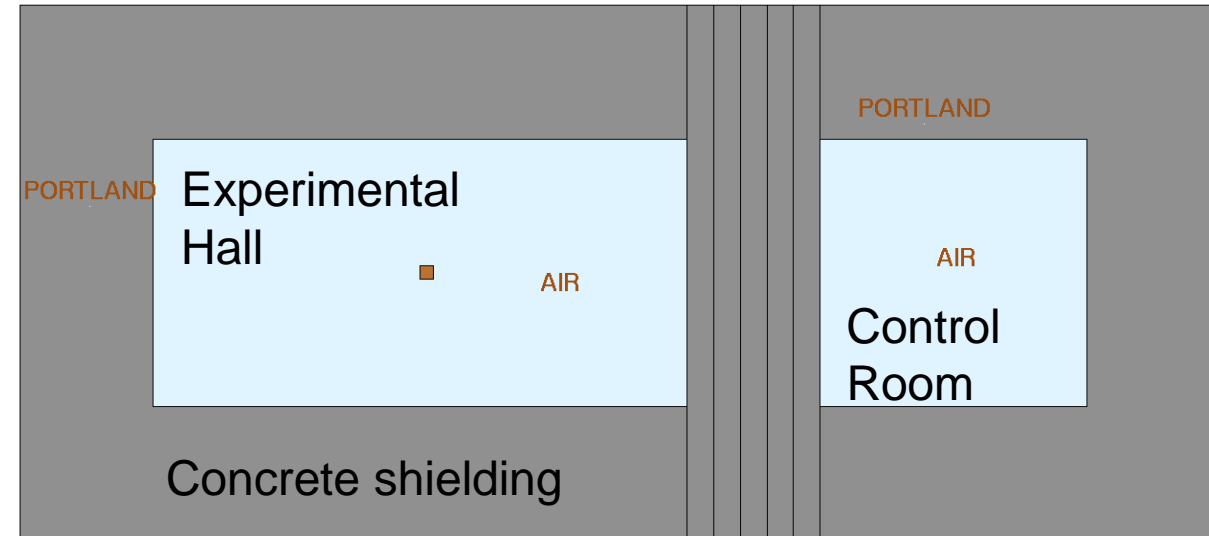 PORTLAND
PORTLAND
Experimental
Hall
AIR
AIR
Control
Room
Concrete shielding